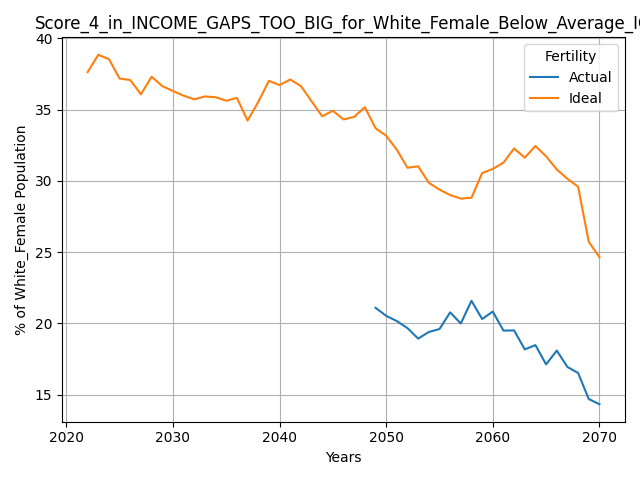 Score_4_in_INCOME_GAPS_TOO_BIG_for_White_Female_Below_Average_I
Fertility
Actual
Ideal
40
35
30
25
20
15
% of White_Female Population
2020
2030
2040
2050
2060
2070
Years